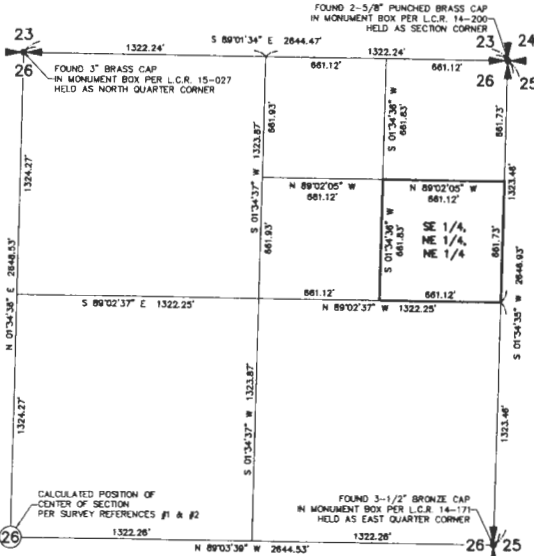 FOUND 2-5/8" PUNCHED BRASS CAP
IN MONUMENT BOX PER L.C.R. 14-200
HELD AS SECTION CORNER
23
S 89°01'34" E 2644.47'
1322.24'
1322.24'
23
24
26
FOUND 3" BRASS CAP
IN MONUMENT BOX PER L.C.R. 15-027
HELD AS NORTH QUARTER CORNER
661.12'
661.12'
26
25
661.93'
S 01°34'36" W
661.83'
661.73'
1324.27'
S 01°34'37" W 1323.87'
1323.46'
N 89°02'05" W
661.12'
N 89°02'05" W
661.12'
661.93'
S 01°34'36" W
661.83'
SE 1/4,
NE 1/4,
NE 1/4
661.73'
N 01°34'38" E 2648.53'
S 01°34'35" W 2646.93'
S 89°02'37" E 1322.25'
661.12'
661.12'
N 89°02'37" W 1322.25'
1324.27'
S 01°34'37" W 1323.87'
1323.46'
CALCULATED POSITION OF
CENTER OF SECTION
PER SURVEY REFERENCES #1 & #2
FOUND 3-1/2" BRONZE CAP
IN MONUMENT BOX PER L.C.R. 14-171
HELD AS EAST QUARTER CORNER
26
1322.26'
1322.26'
26
25
N 89°03'39" W 2644.53'